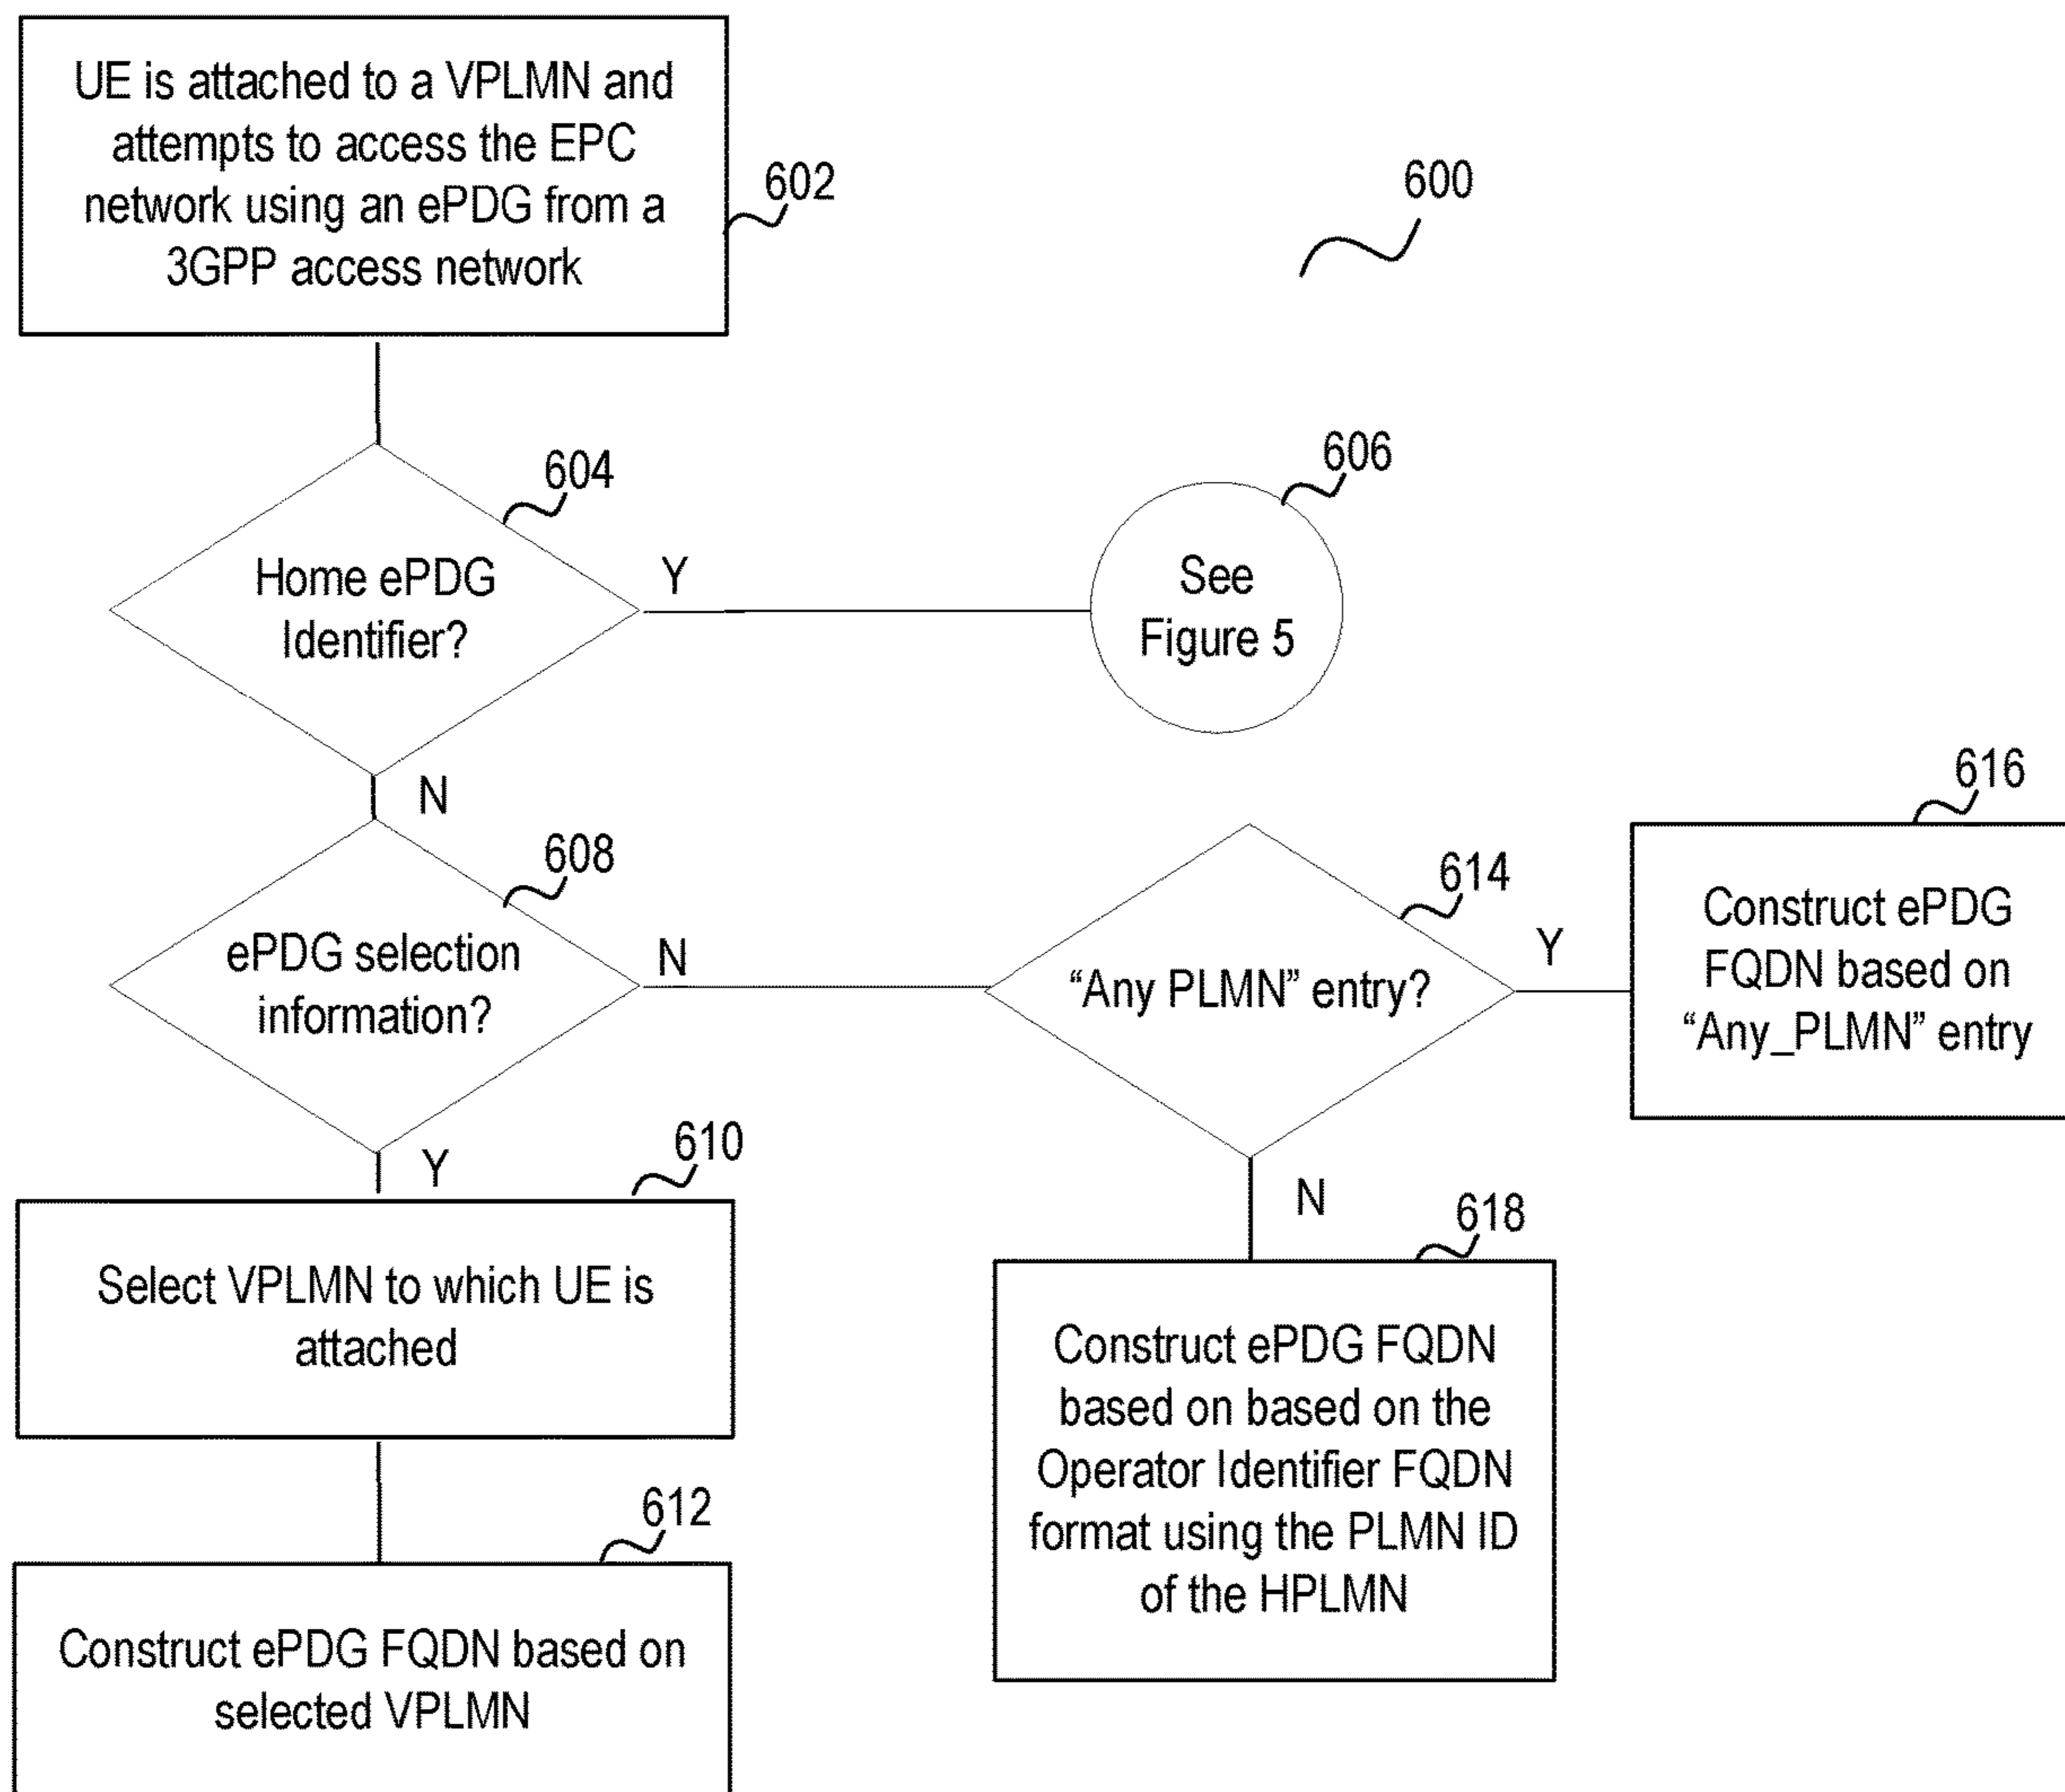 UE is attached to a VPLMN and
attempts to access the EPC
network using an ePDG from a
3GPP access network
602
600
604
Home ePDG
Identifier?
Y
606
See
Figure 5
N
608
ePDG selection
information?
N
614
“Any PLMN” entry?
Y
616
Construct ePDG
FQDN based on
“Any_PLMN” entry
Y
610
Select VPLMN to which UE is
attached
N
618
Construct ePDG FQDN
based on based on the
Operator Identifier FQDN
format using the PLMN ID
of the HPLMN
612
Construct ePDG FQDN based on
selected VPLMN